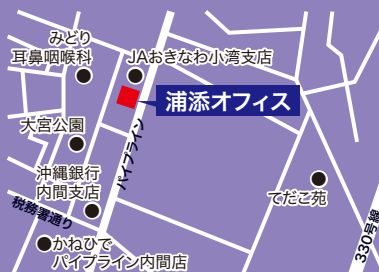 みどり
耳鼻咽喉科
JAおきなわ小湾支店
浦添オフィス
大宮公園
パイプライン
沖縄銀行
内間支店
てだこ苑
税務署通り
330号線
かねひで
パイプライン内間店